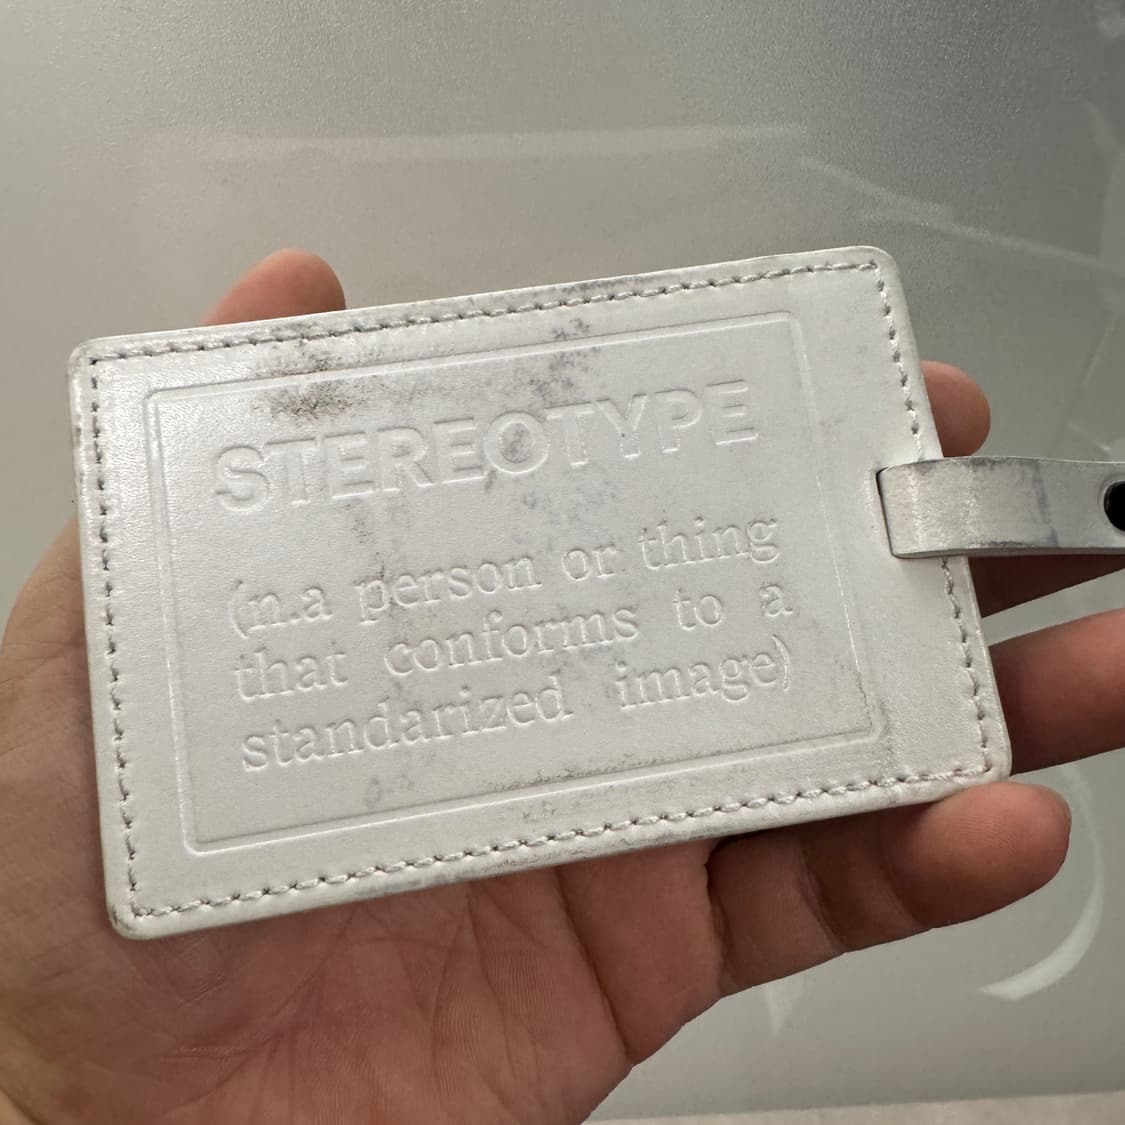 STEREOTYPE
(n.a person or thing
that conforms to a
standarized image)